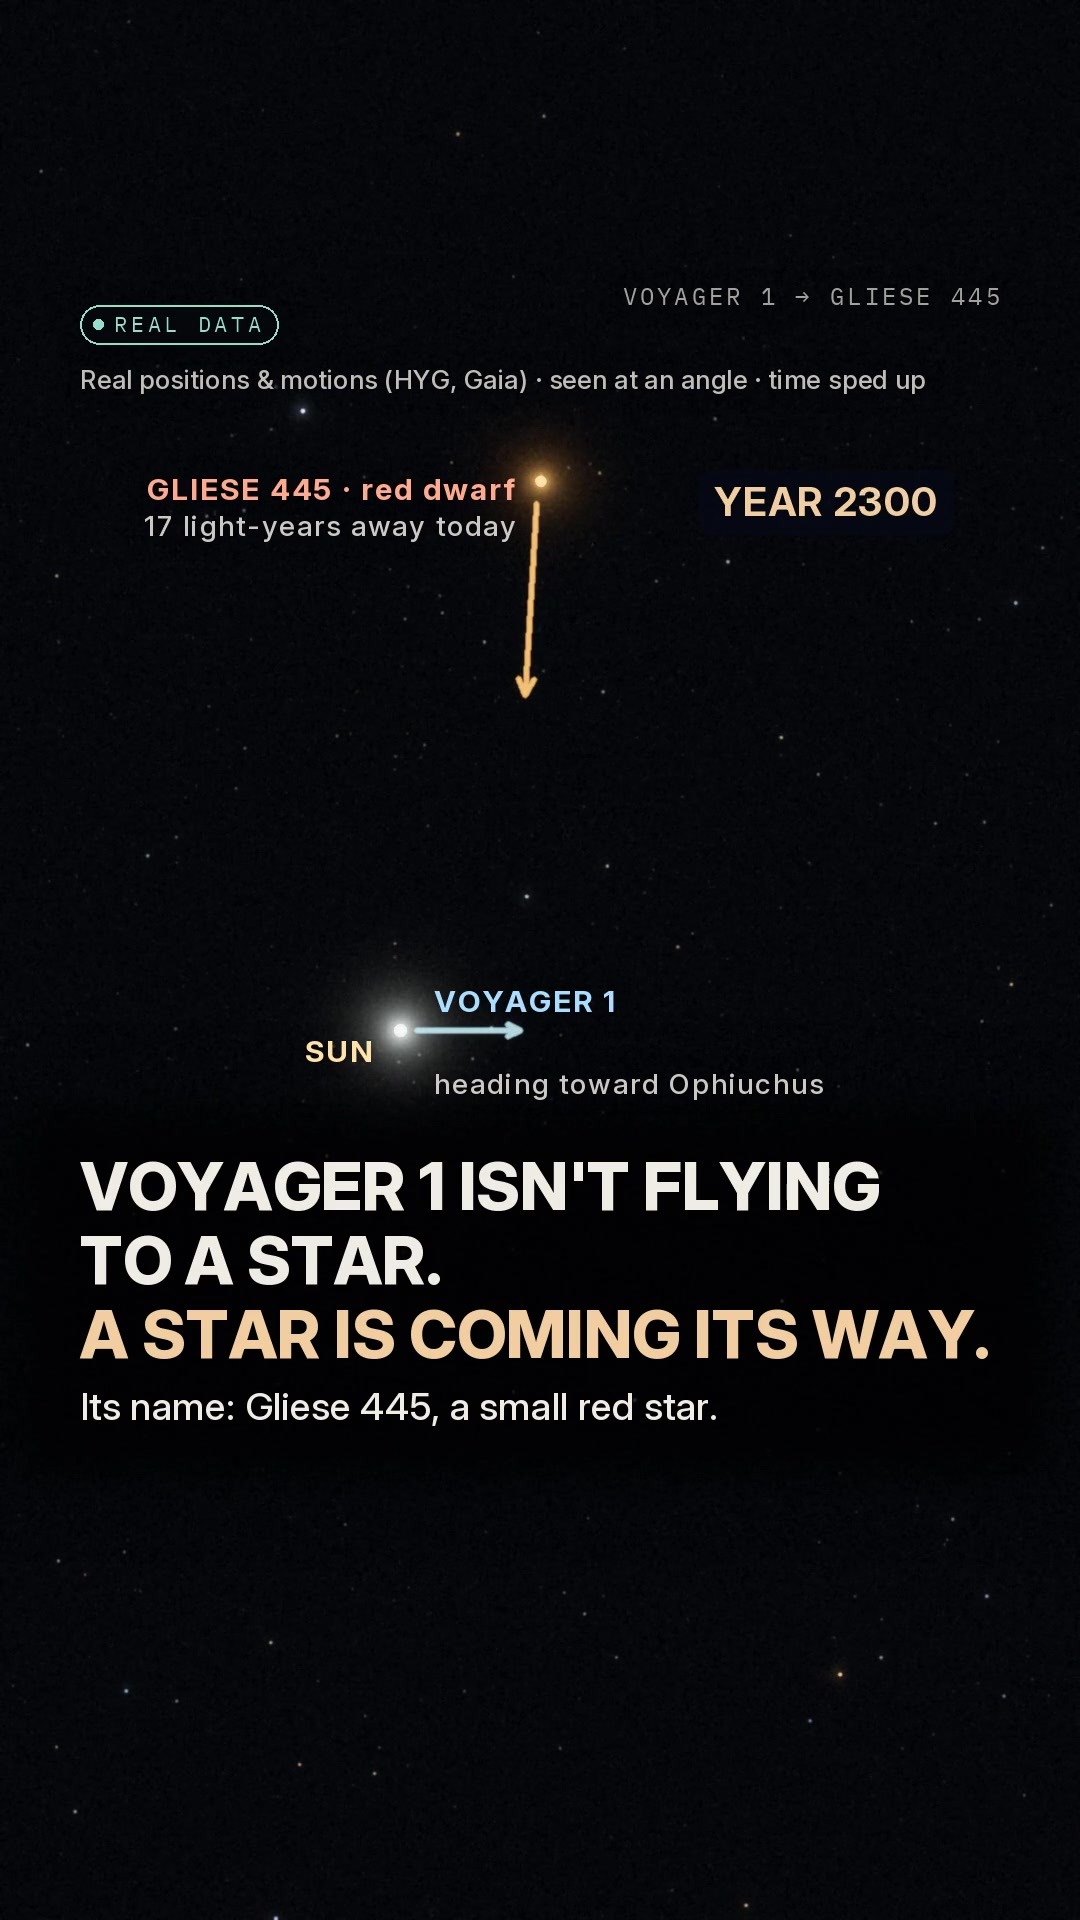 VOYAGER 1 → GLIESE 445
REAL DATA
Real positions & motions (HYG, Gaia) · seen at an angle · time sped up
GLIESE 445 · red dwarf
17 light-years away today
YEAR 2300
VOYAGER 1
SUN
heading toward Ophiuchus
VOYAGER 1 ISN'T FLYING
TO A STAR.
A STAR IS COMING ITS WAY.
Its name: Gliese 445, a small red star.